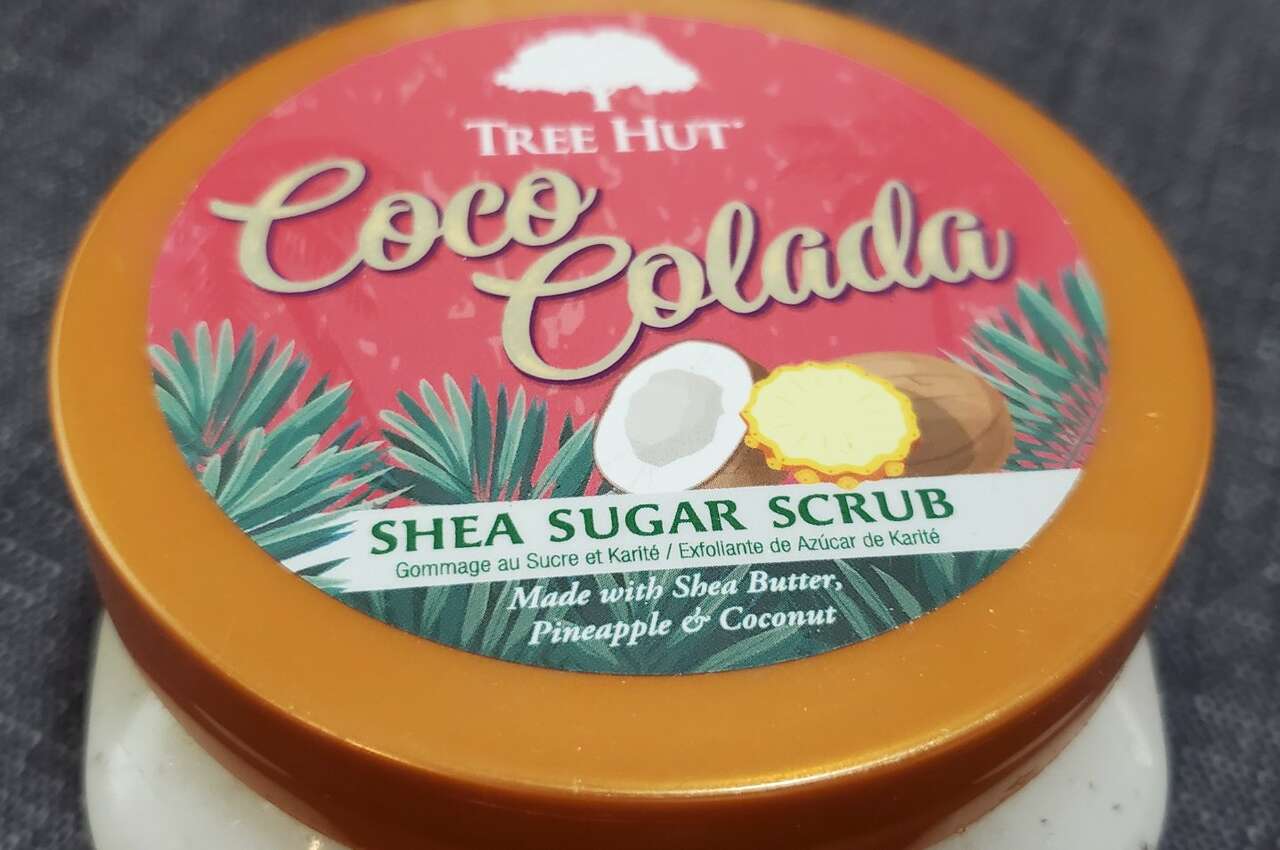 TREE HUT®
Coco
Colada
SHEA SUGAR SCRUB
Gommage au Sucre et Karité / Exfoliante de Azúcar de Karité
Made with Shea Butter,
Pineapple & Coconut